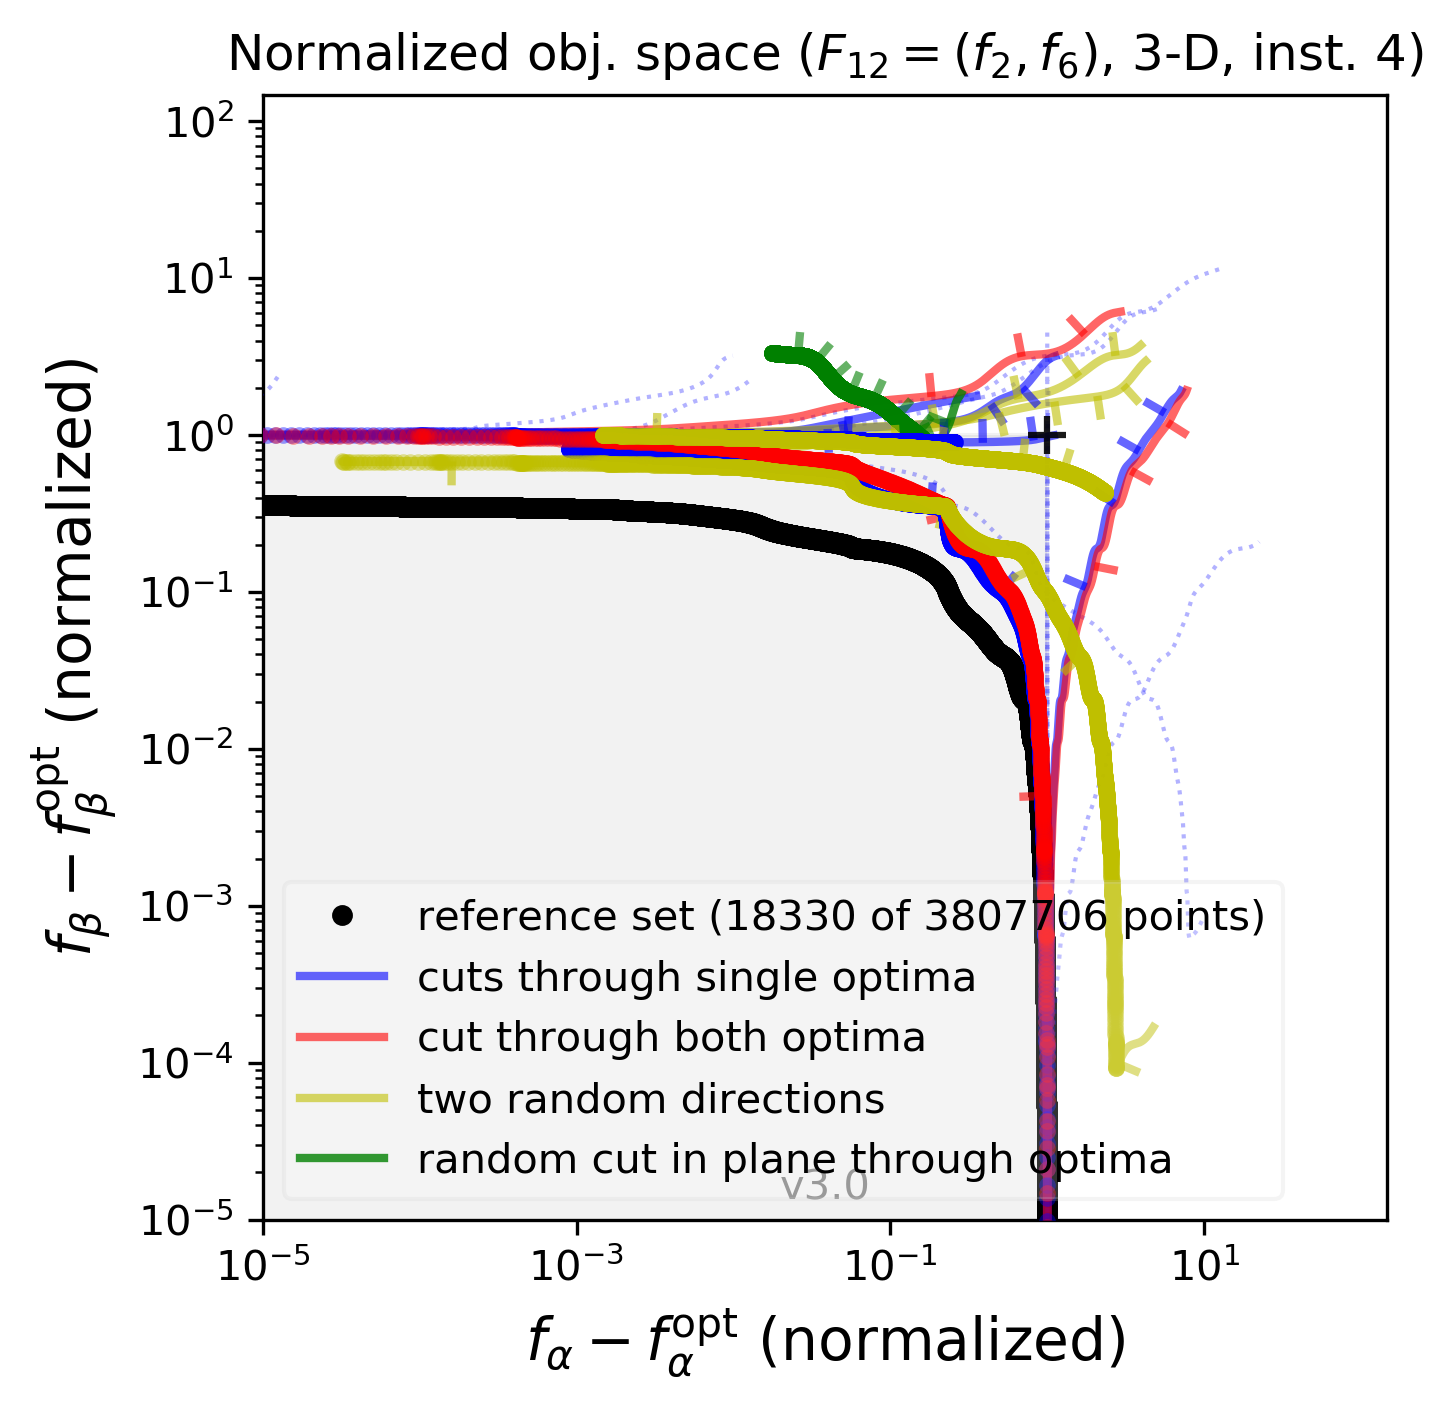 Normalized obj. space (F₁₂ = (f₂, f₆), 3-D, inst. 4)
10²
10¹
10⁰
10⁻¹
10⁻²
10⁻³
10⁻⁴
10⁻⁵
f_β − f_β^opt (normalized)
reference set (18330 of 3807706 points)
cuts through single optima
cut through both optima
two random directions
random cut in plane through optima
v3.0
10⁻⁵ 10⁻³ 10⁻¹ 10¹
f_α − f_α^opt (normalized)